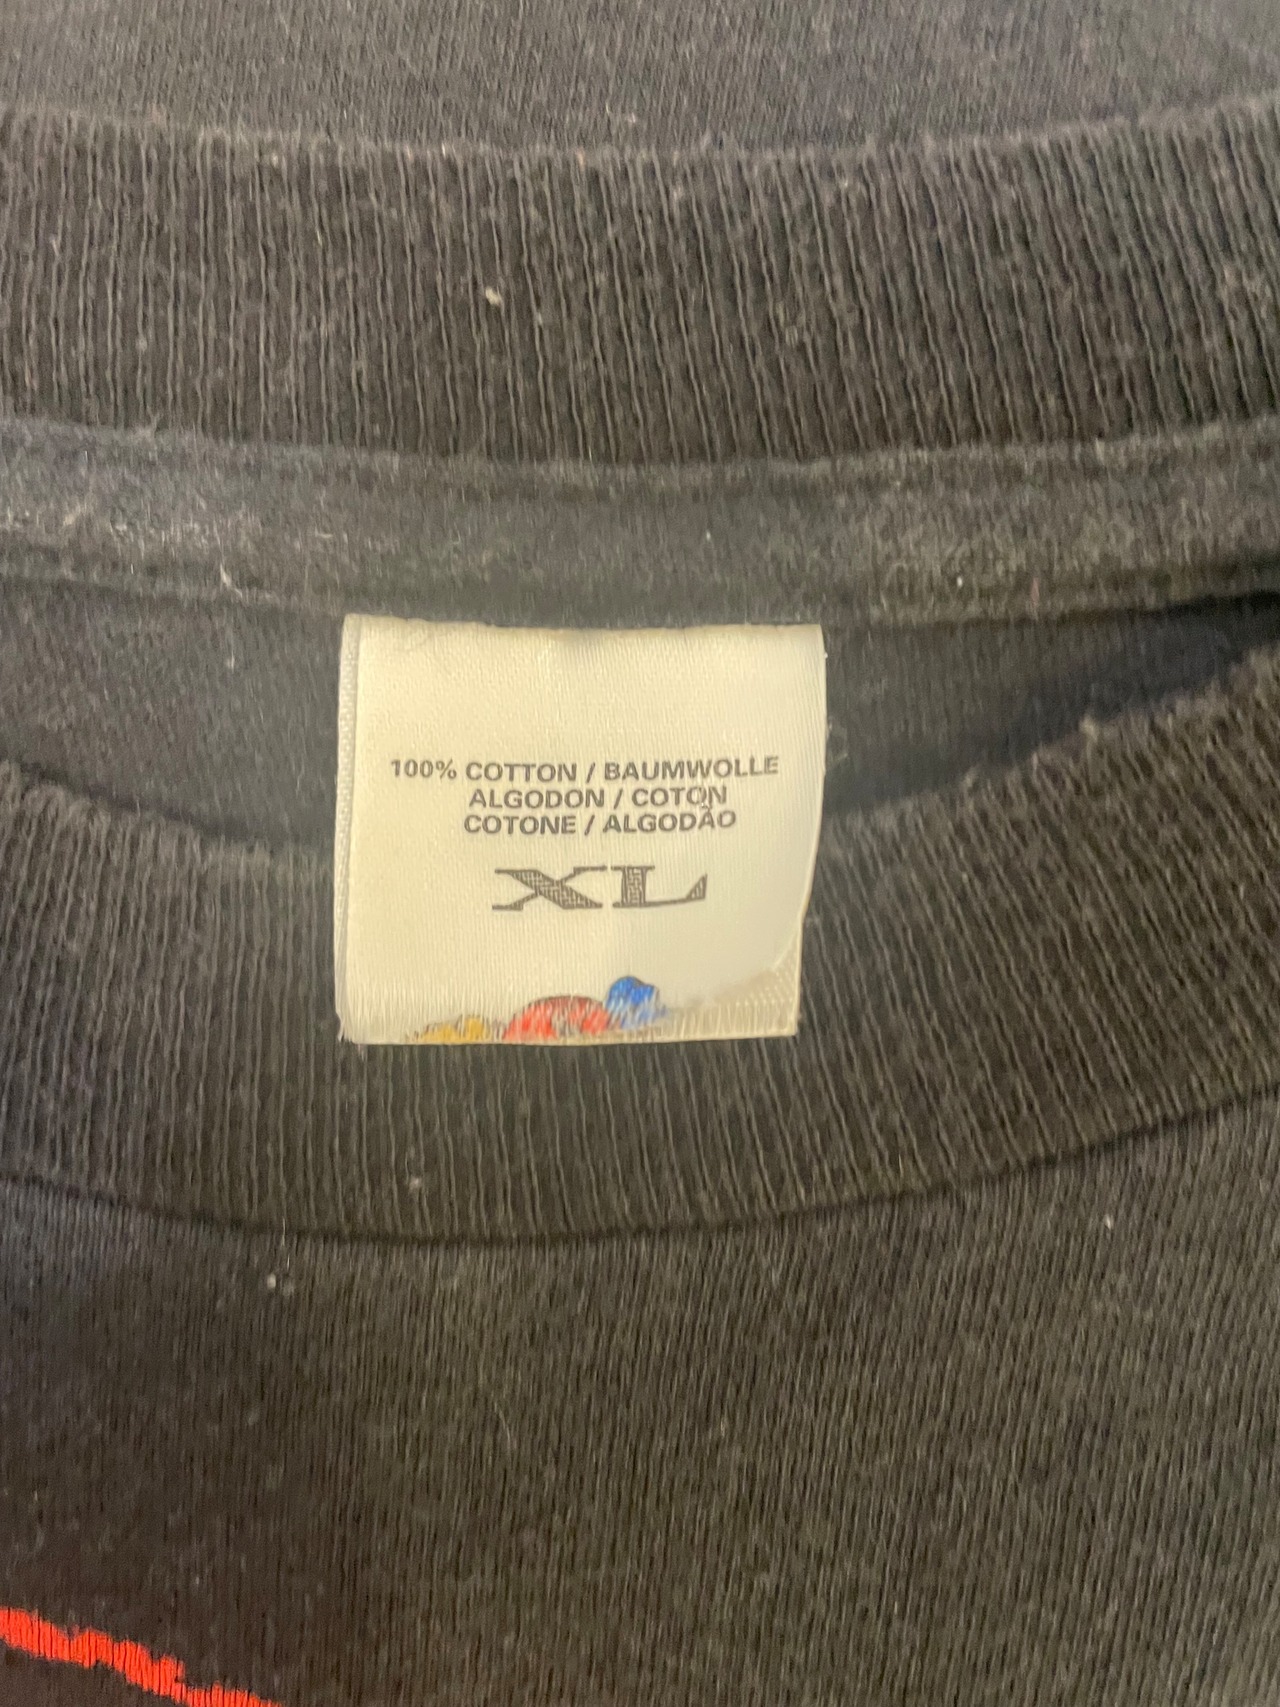 100% COTTON / BAUMWOLLE
ALGODON / COTON
COTONE / ALGODÃO
XL